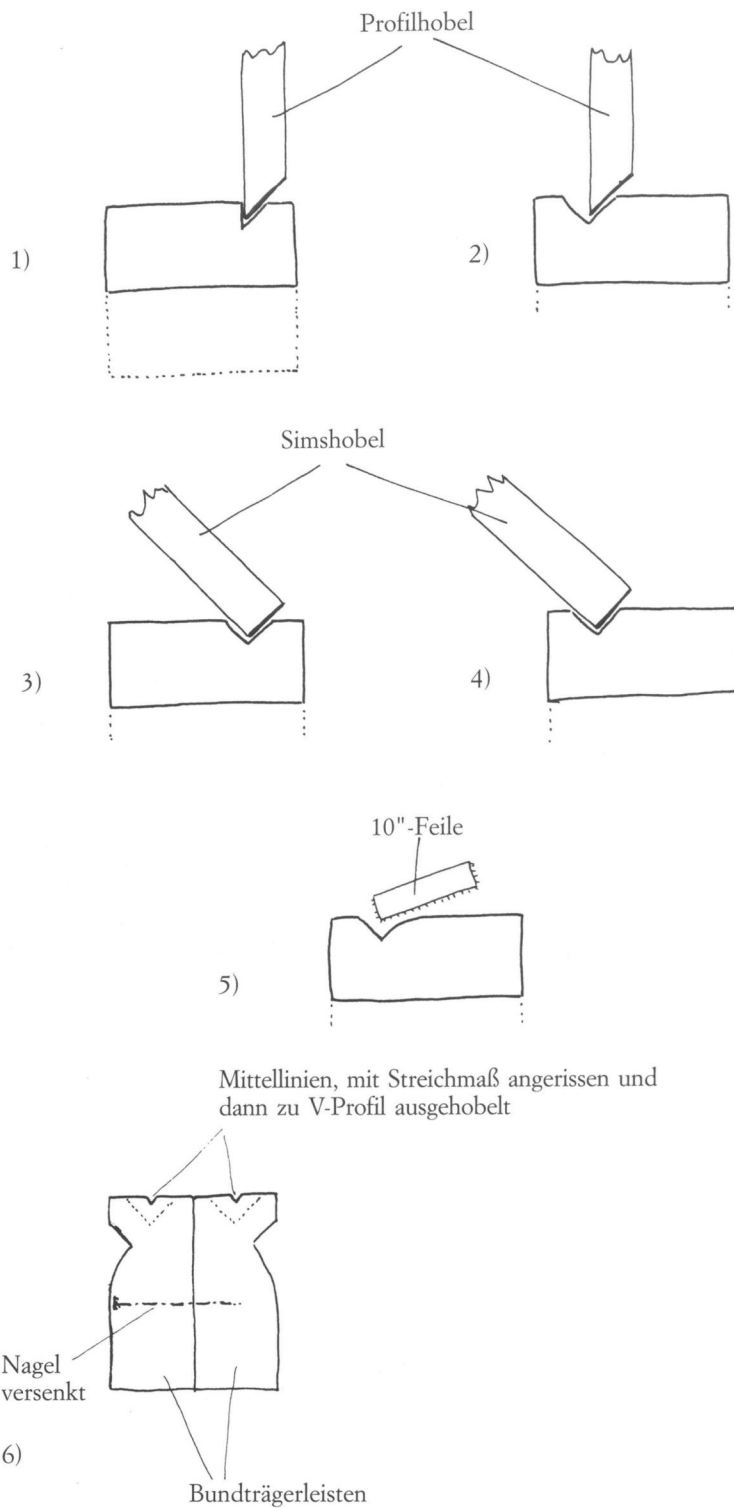 Profilhobel
1)
2)
Simshobel
3)
4)
10"-Feile
5)
Mittellinien, mit Streichmaß angerissen und
dann zu V-Profil ausgehobelt
Nagel
versenkt
6)
Bundträgerleisten